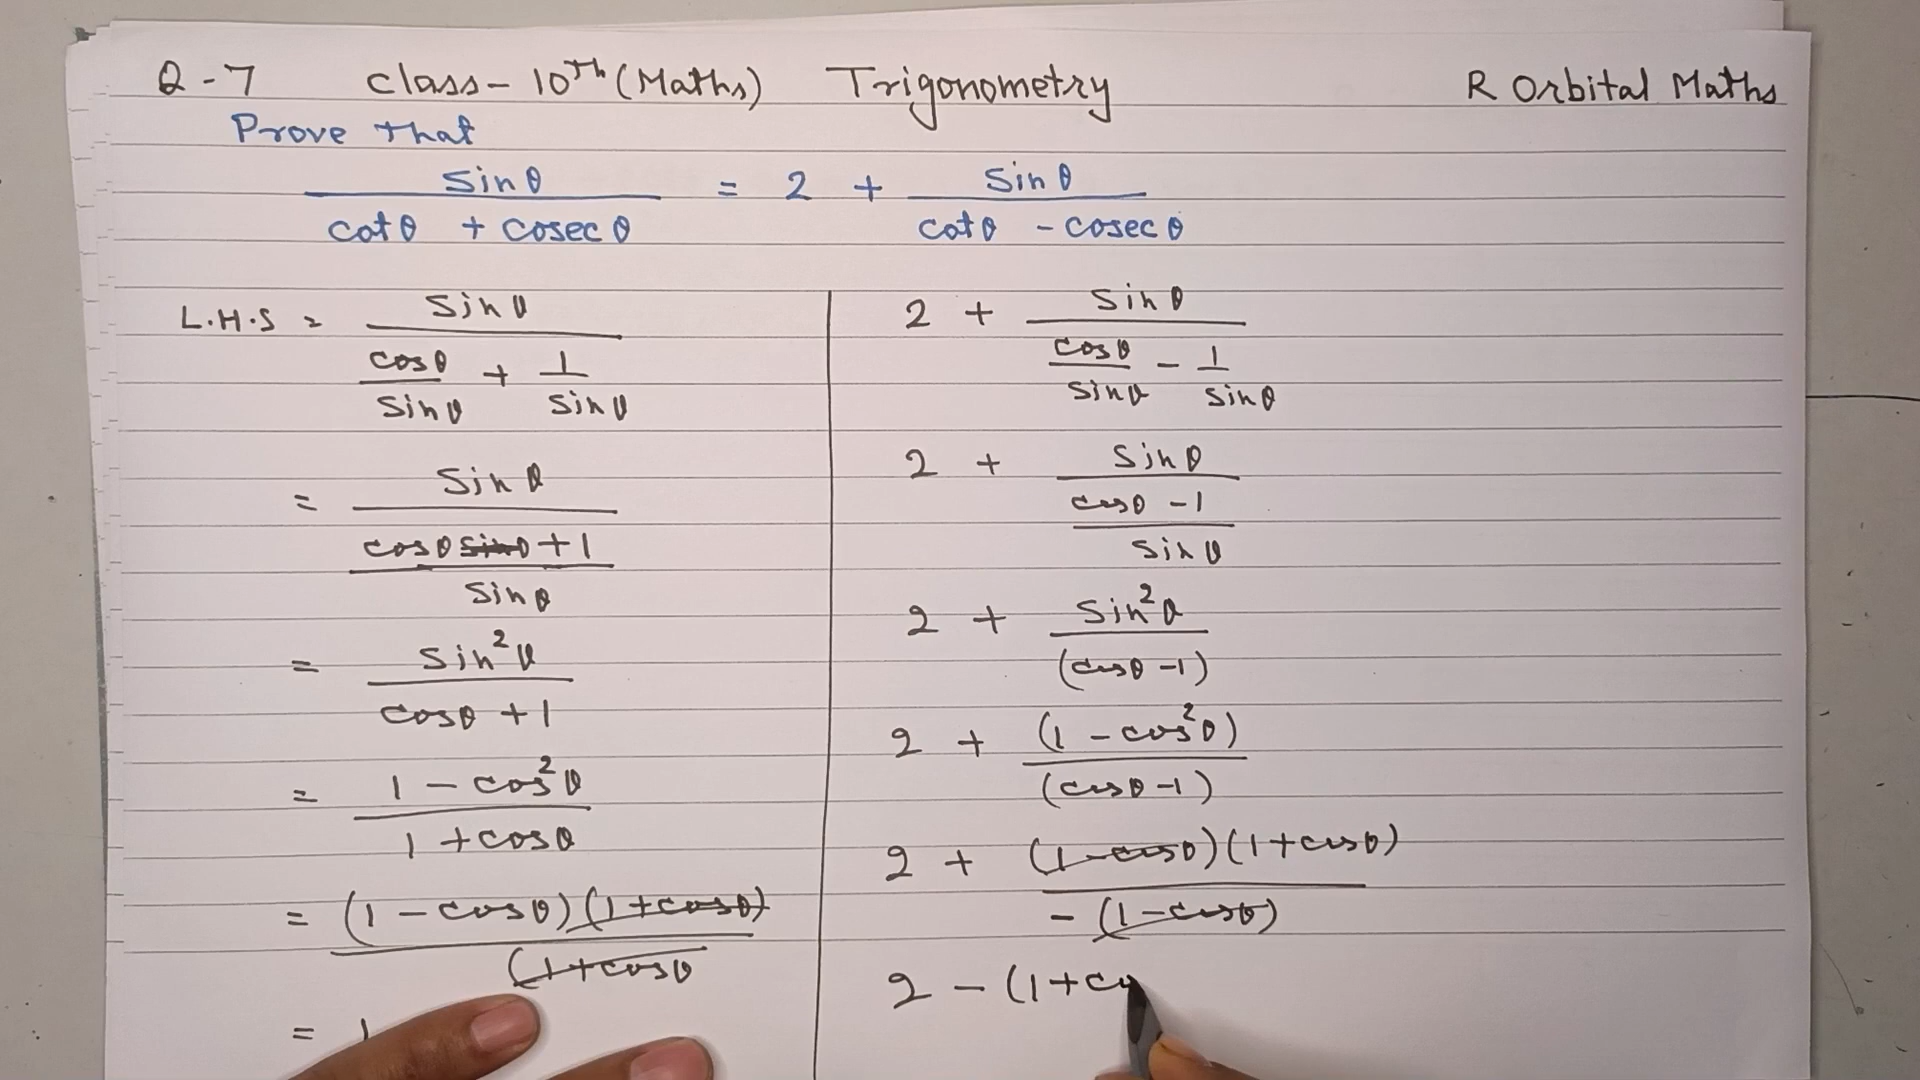 Q-7 Class-10th (Maths) Trigonometry R Orbital Maths
Prove that
sinθ / (cotθ + cosecθ) = 2 + sinθ / (cotθ - cosecθ)
L.H.S = sinθ / (cosθ/sinθ + 1/sinθ)
= sinθ / ((cosθ sinθ + 1)/sinθ)
= sin²θ / (cosθ + 1)
= (1 - cos²θ) / (1 + cosθ)
= (1 - cosθ)(1 + cosθ) / (1 + cosθ
= 1
2 + sinθ / (cosθ/sinθ - 1/sinθ)
2 + sinθ / ((cosθ - 1)/sinθ)
2 + sin²θ / (cosθ - 1)
2 + (1 - cos²θ) / (cosθ - 1)
2 + (1 - cosθ)(1 + cosθ) / -(1 - cosθ)
2 - (1 + co